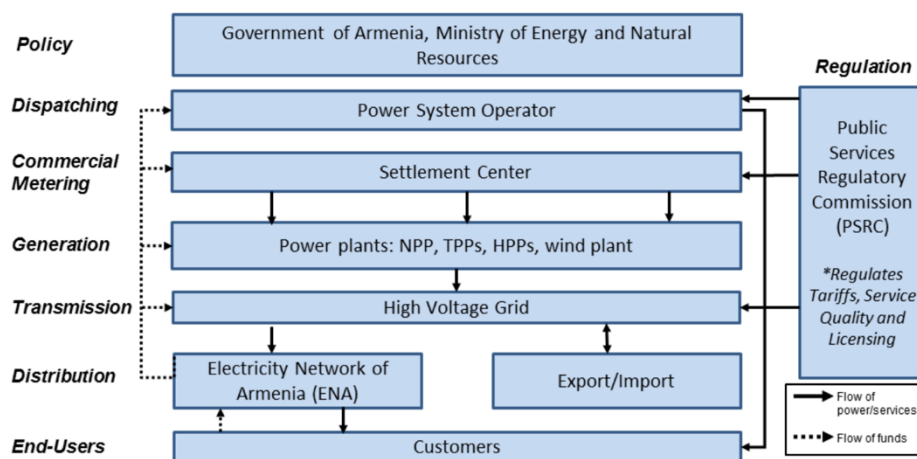 Policy
Government of Armenia, Ministry of Energy and Natural
Resources
Regulation
Dispatching
Power System Operator
Public
Services
Regulatory
Commission
(PSRC)
*Regulates
Tariffs, Service
Quality and
Licensing
Commercial
Metering
Settlement Center
Generation
Power plants: NPP, TPPs, HPPs, wind plant
Transmission
High Voltage Grid
Distribution
Electricity Network of
Armenia (ENA)
Export/Import
End-Users
Customers
Flow of
power/services
Flow of funds